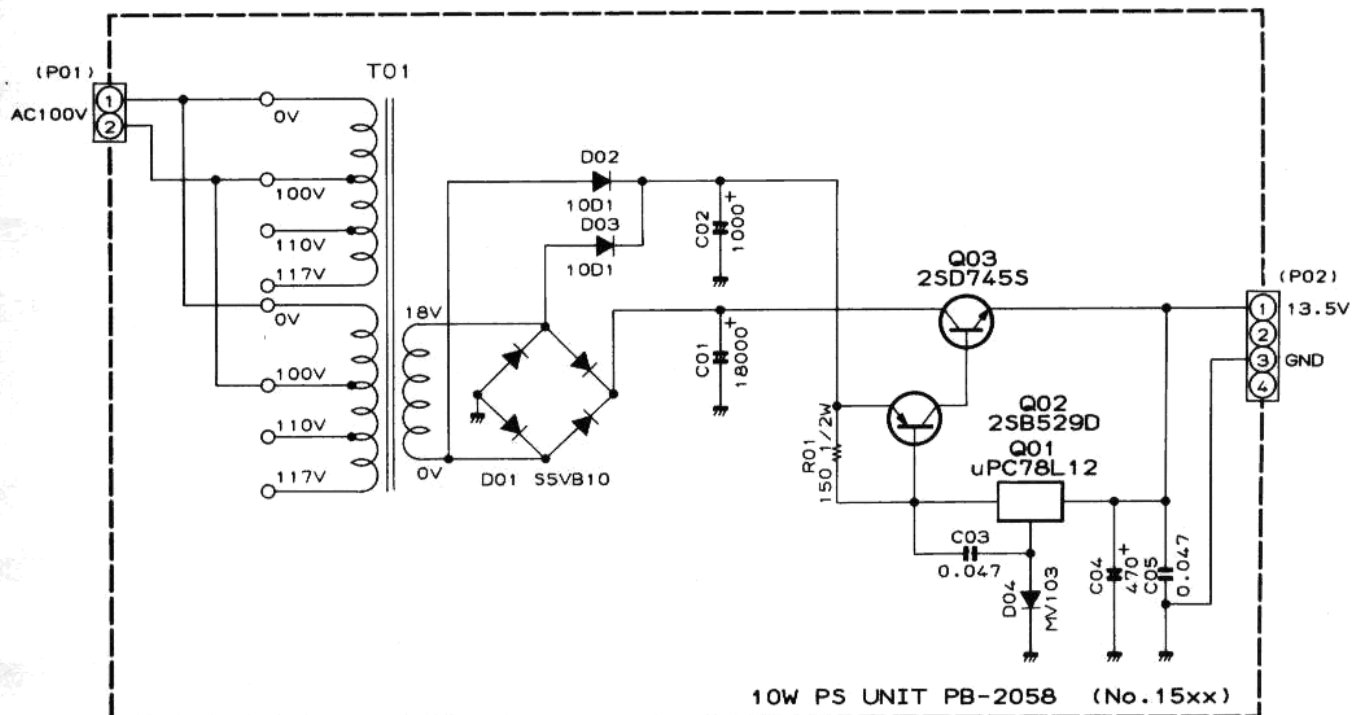 (P01)
T01
1
AC100V
2
0V
100V
110V
117V
0V
100V
110V
117V
18V
0V
D01 S5VB10
D02
10D1
D03
10D1
C02
1000+
C01
18000+
Q03
2SD745S
Q02
2SB529D
Q01
uPC78L12
R01
150 1/2W
C03
0.047
D04
MV103
C04
470+
C05
0.047
(P02)
1
13.5V
2
3
GND
4
10W PS UNIT PB-2058 (No.15xx)